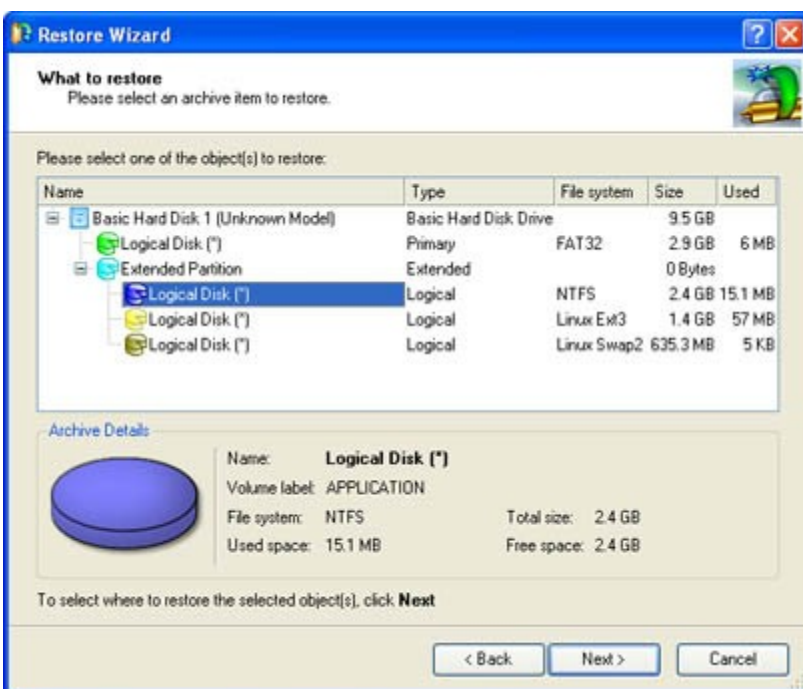 Restore Wizard
What to restore
Please select an archive item to restore.
Please select one of the object(s) to restore:
Name Type File system Size Used
Basic Hard Disk 1 (Unknown Model) Basic Hard Disk Drive 9.5 GB
Logical Disk (*) Primary FAT32 2.9 GB 6 MB
Extended Partition Extended 0 Bytes
Logical Disk (*) Logical NTFS 2.4 GB 15.1 MB
Logical Disk (*) Logical Linux Ext3 1.4 GB 57 MB
Logical Disk (*) Logical Linux Swap2 635.3 MB 5 KB
Archive Details
Name: Logical Disk (*)
Volume label: APPLICATION
File system: NTFS Total size: 2.4 GB
Used space: 15.1 MB Free space: 2.4 GB
To select where to restore the selected object(s), click Next
< Back Next > Cancel